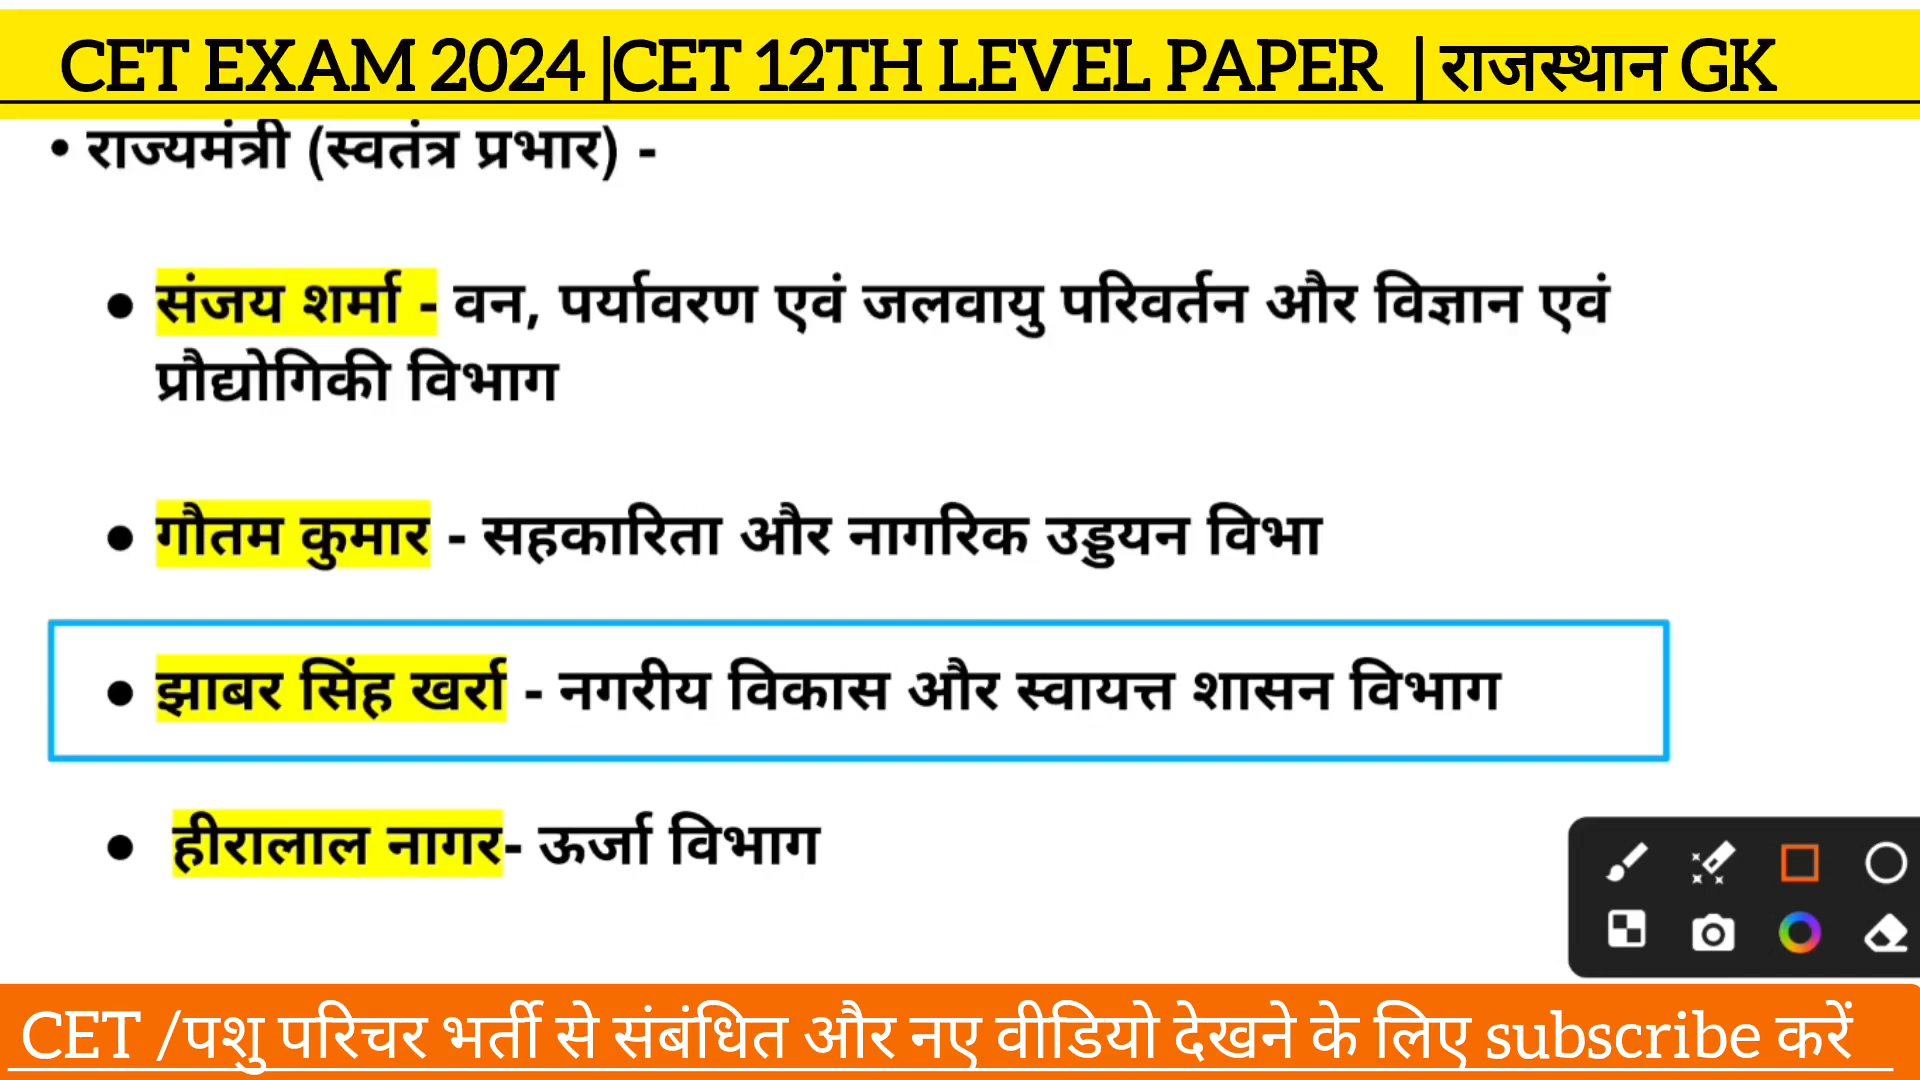 CET EXAM 2024 |CET 12TH LEVEL PAPER | राजस्थान GK
• राज्यमंत्री (स्वतंत्र प्रभार) -
● संजय शर्मा - वन, पर्यावरण एवं जलवायु परिवर्तन और विज्ञान एवं
प्रौद्योगिकी विभाग
● गौतम कुमार - सहकारिता और नागरिक उड्डयन विभा
● झाबर सिंह खर्रा - नगरीय विकास और स्वायत्त शासन विभाग
● हीरालाल नागर- ऊर्जा विभाग
CET /पशु परिचर भर्ती से संबंधित और नए वीडियो देखने के लिए subscribe करें